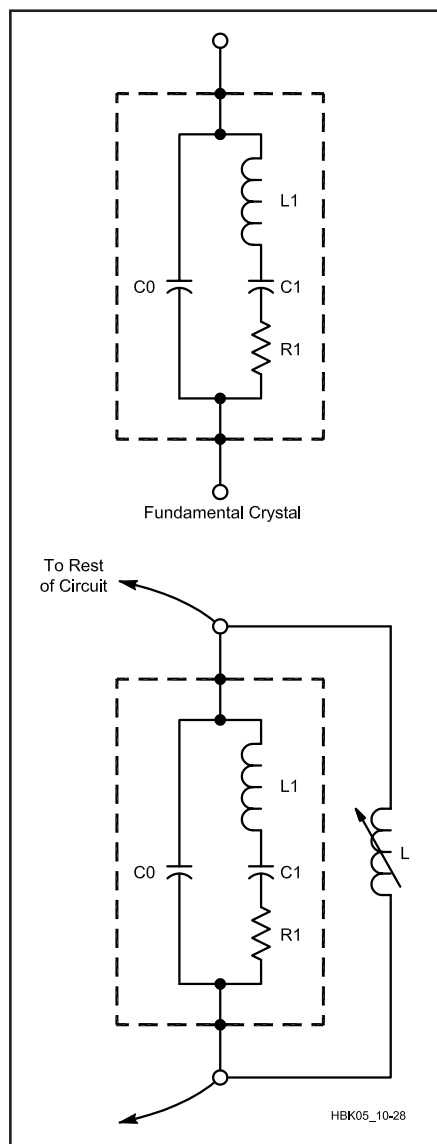 L1
C0
C1
R1
Fundamental Crystal
To Rest
of Circuit
L1
L
C0
C1
R1
HBK05_10-28